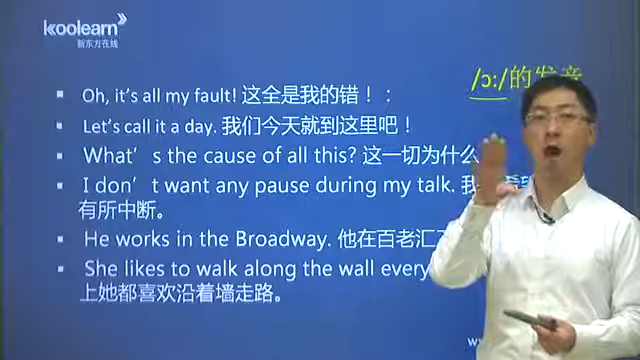 koolearn
新东方在线
/ɔ:/的发音
Oh, it's all my fault! 这全是我的错！：
Let's call it a day. 我们今天就到这里吧！
What's the cause of all this? 这一切为什么
I don't want any pause during my talk. 我
有所中断。
He works in the Broadway. 他在百老汇
She likes to walk along the wall every
上她都喜欢沿着墙走路。